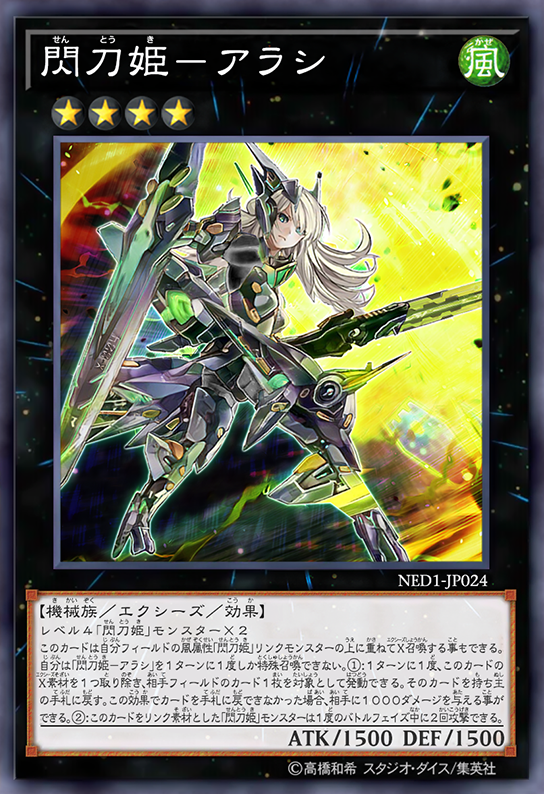 閃刀姫－アラシ
風
NED1-JP024
【機械族／エクシーズ／効果】
レベル４「閃刀姫」モンスター×２
このカードは自分フィールドの風属性「閃刀姫」リンクモンスターの上に重ねてX召喚する事もできる。
自分は「閃刀姫－アラシ」を１ターンに１度しか特殊召喚できない。①：１ターンに１度、このカードの
X素材を１つ取り除き、相手フィールドのカード１枚を対象として発動できる。そのカードを持ち主
の手札に戻す。この効果でカードを手札に戻できなかった場合、相手に１０００ダメージを与える事が
できる。②：このカードをリンク素材とした「閃刀姫」モンスターは１度のバトルフェイズ中に２回攻撃できる。
ATK/1500 DEF/1500
©高橋和希 スタジオ・ダイス/集英社